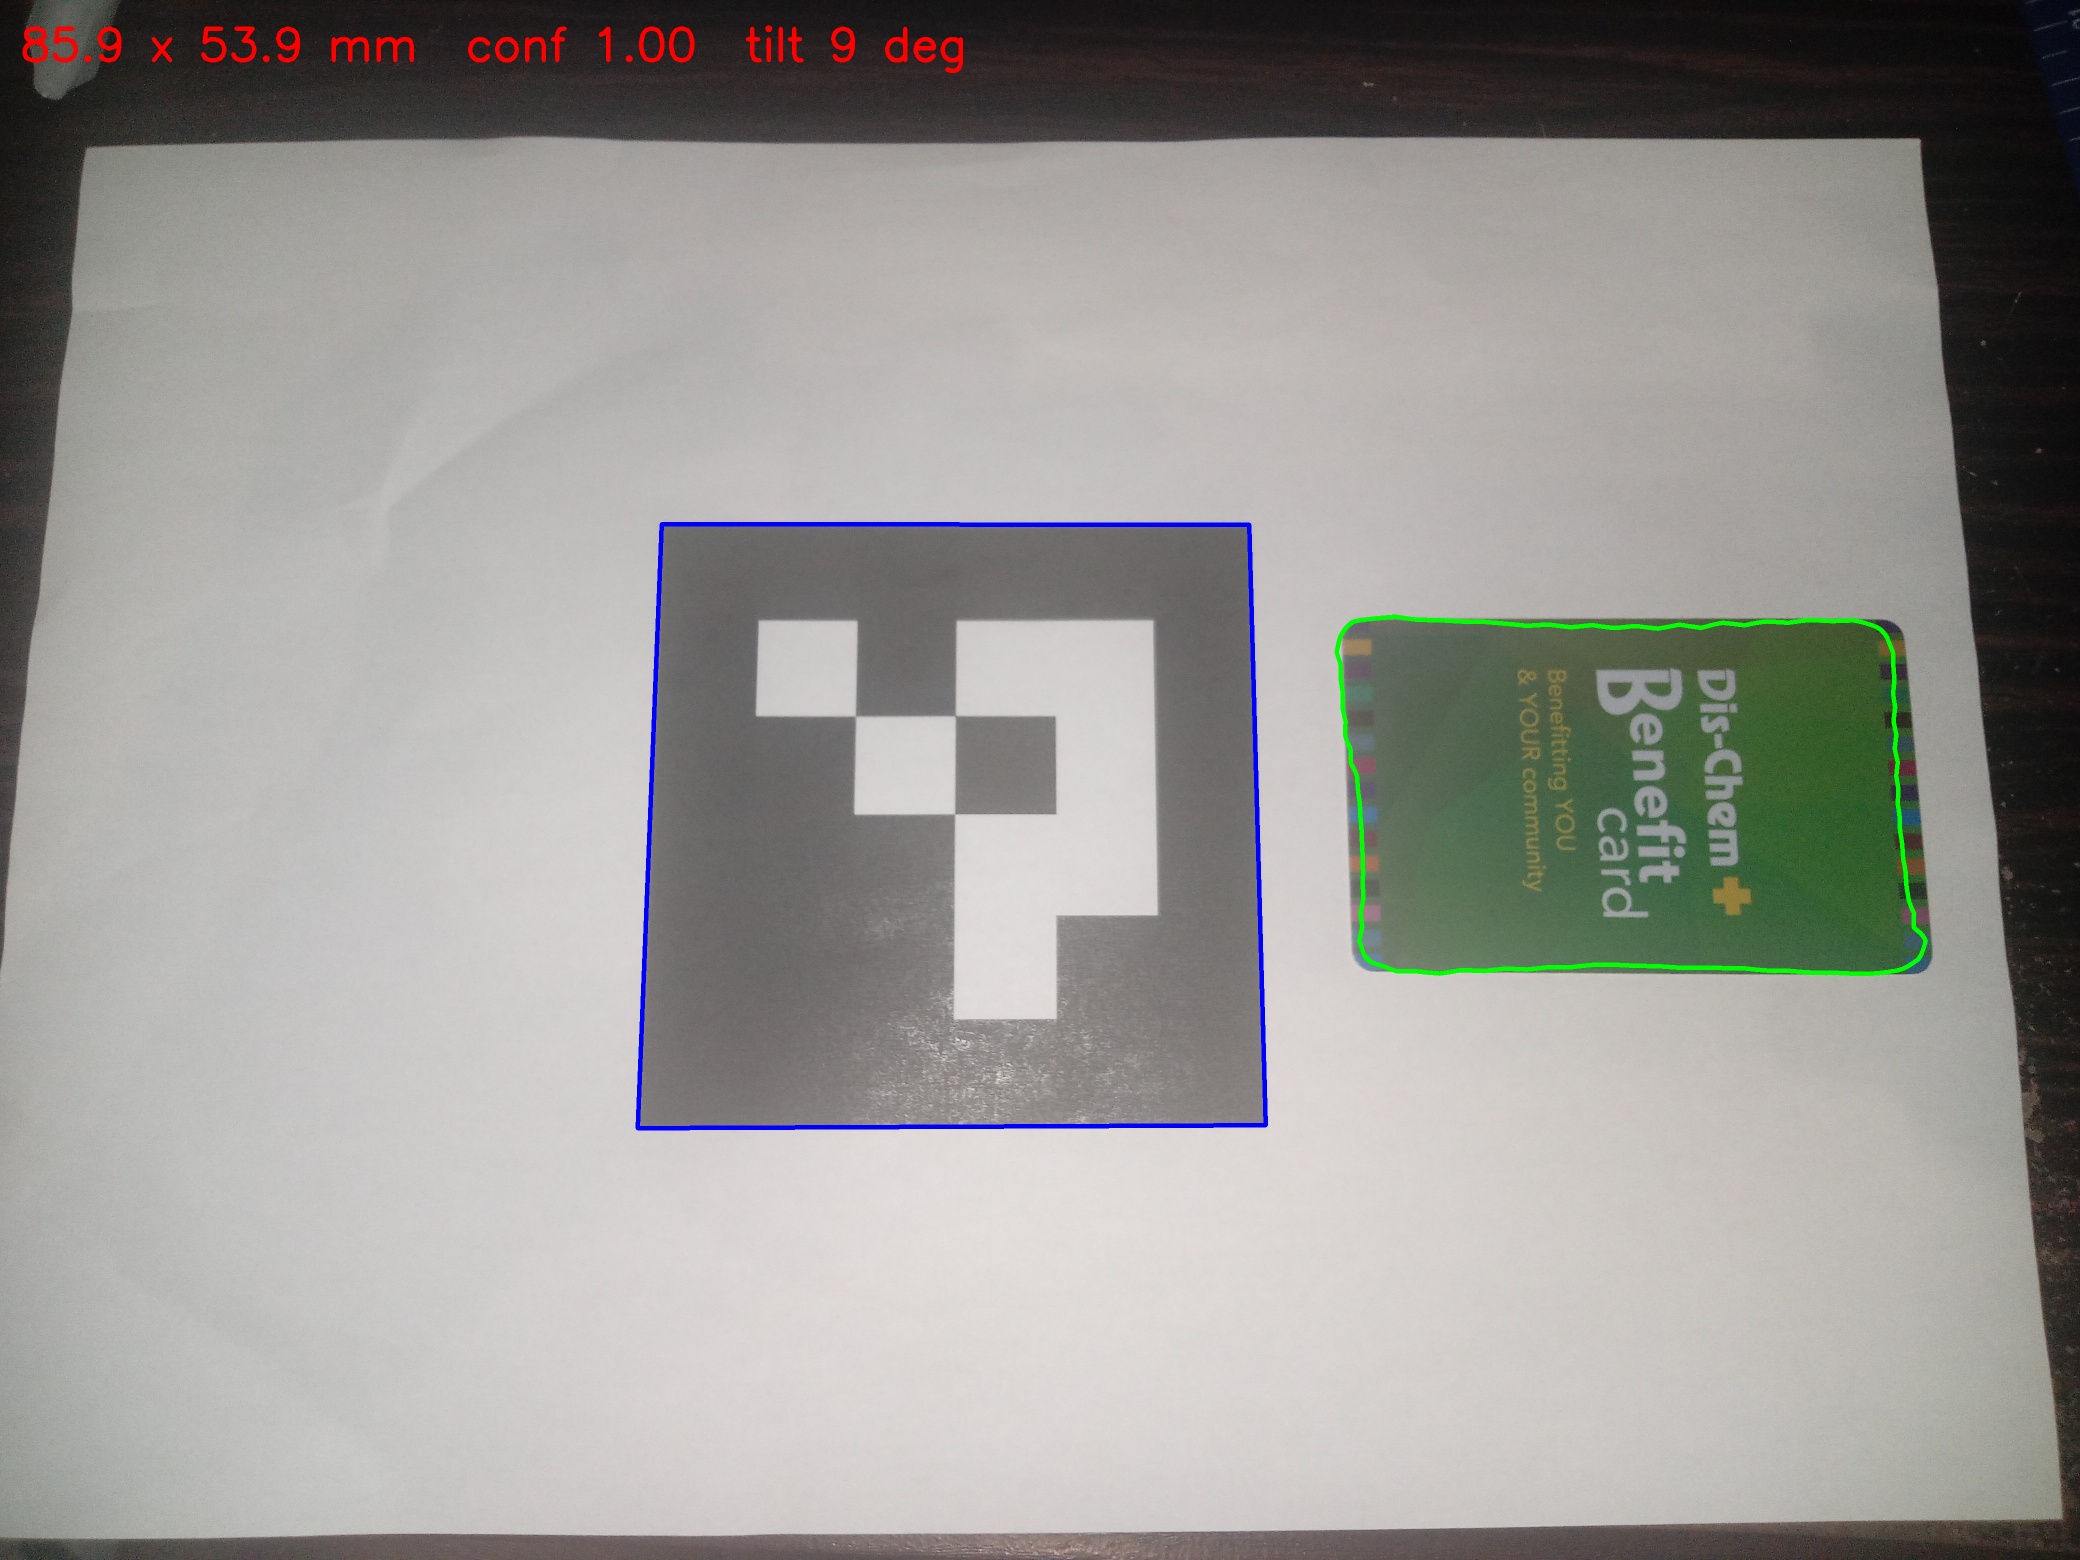 85.9 x 53.9 mm conf 1.00 tilt 9 deg
Dis-Chem
Benefit
card
Benefitting YOU
& YOUR community